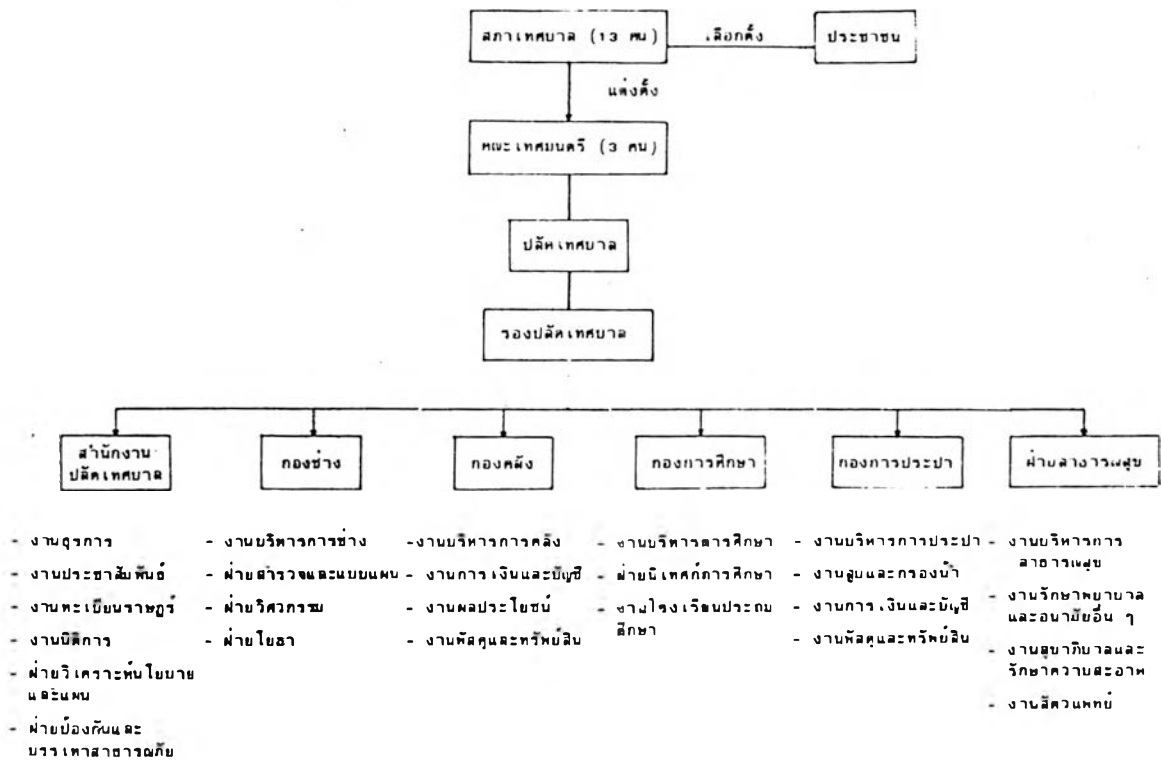 สภาเทศบาล (13 คน)
เลือกตั้ง
ประชาชน
แต่งตั้ง
คณะเทศมนตรี (3 คน)
ปลัดเทศบาล
รองปลัดเทศบาล
สำนักงาน
ปลัดเทศบาล
กองช่าง
กองคลัง
กองการศึกษา
กองการประปา
ฝ่ายสาธารณสุข
- งานธุรการ
- งานประชาสัมพันธ์
- งานทะเบียนราษฎร์
- งานนิติการ
- ฝ่ายวิเคราะห์นโยบาย
และแผน
- ฝ่ายป้องกันและ
บรรเทาสาธารณภัย
- งานบริหารการช่าง
- ฝ่ายสำรวจและแบบแผน
- ฝ่ายวิศวกรรม
- ฝ่ายโยธา
-งานบริหารการคลัง
- งานการเงินและบัญชี
- งานผลประโยชน์
- งานพัสดุและทรัพย์สิน
- งานบริหารการศึกษา
- ฝ่ายนิเทศก์การศึกษา
- งานโรงเรียนประถม
ศึกษา
- งานบริหารการประปา
- งานสูบและกรองน้ำ
- งานการเงินและบัญชี
- งานพัสดุและทรัพย์สิน
- งานบริหารการ
สาธารณสุข
- งานรักษาพยาบาล
และอนามัยอื่น ๆ
- งานสุขาภิบาลและ
รักษาความสะอาด
- งานสัตวแพทย์